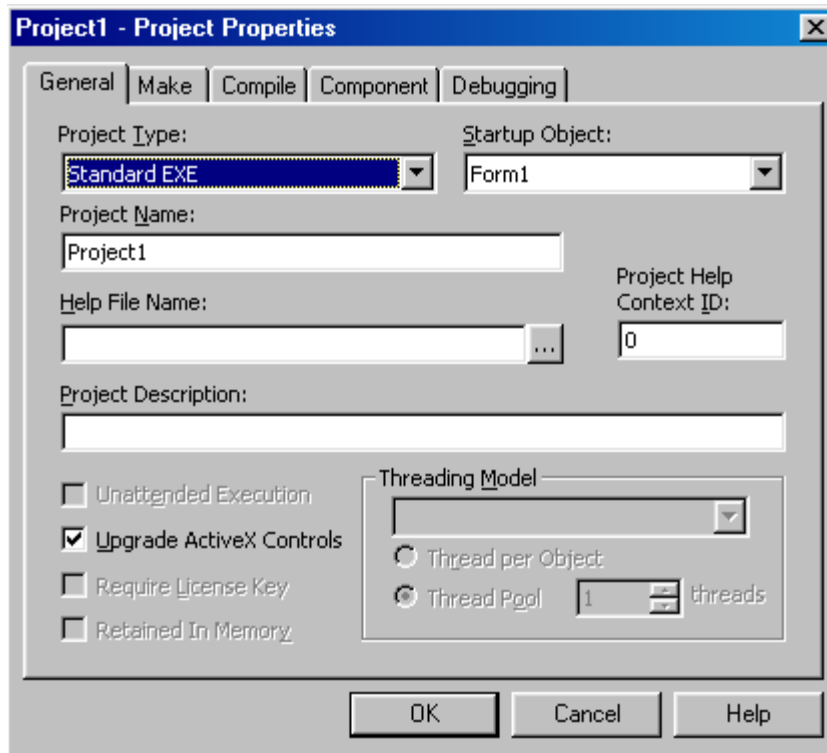 Project1 - Project Properties
General Make Compile Component Debugging
Project Type: Startup Object:
Standard EXE Form1
Project Name:
Project1
Project Help
Context ID:
Help File Name:
... 0
Project Description:
Unattended Execution
Upgrade ActiveX Controls
Require License Key
Retained In Memory
Threading Model
Thread per Object
Thread Pool 1 threads
OK Cancel Help